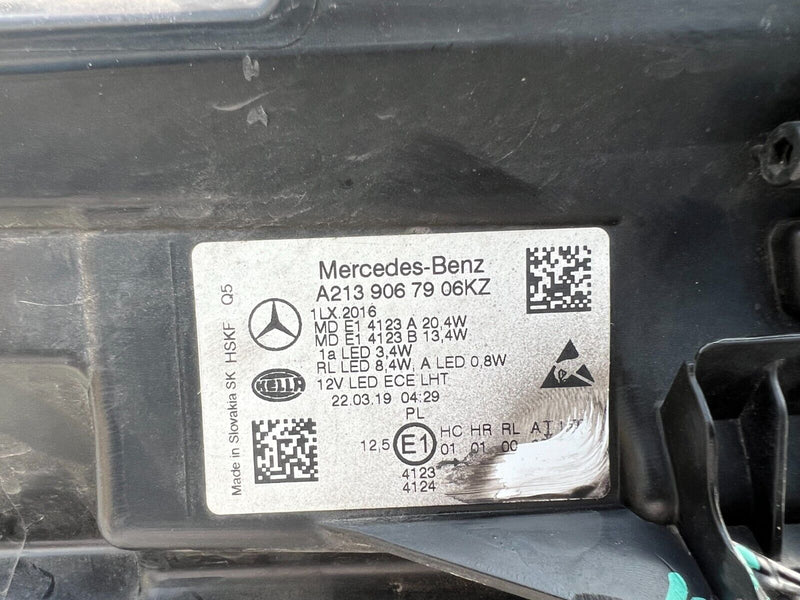 Mercedes-Benz
A213 906 79 06KZ
1LX.2016
MD E1 4123 A 20,4W
MD E1 4123 B 13,4W
1a LED 3,4W
RL LED 8,4W, A LED 0,8W
12V LED ECE LHT
22.03.19 04:29
PL
12,5 E1 HC HR RL A
01 01 00
4123
4124
HELLA
Made in Slovakia SK HSKF Q5